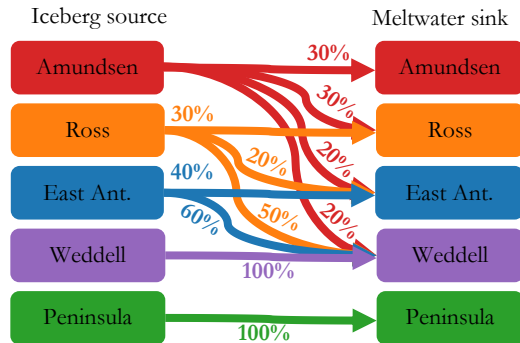 Iceberg source
Meltwater sink
Amundsen
30%
Amundsen
30%
Ross
30%
Ross
20%
20%
East Ant.
40%
East Ant.
60%
50%
20%
Weddell
100%
Weddell
Peninsula
100%
Peninsula